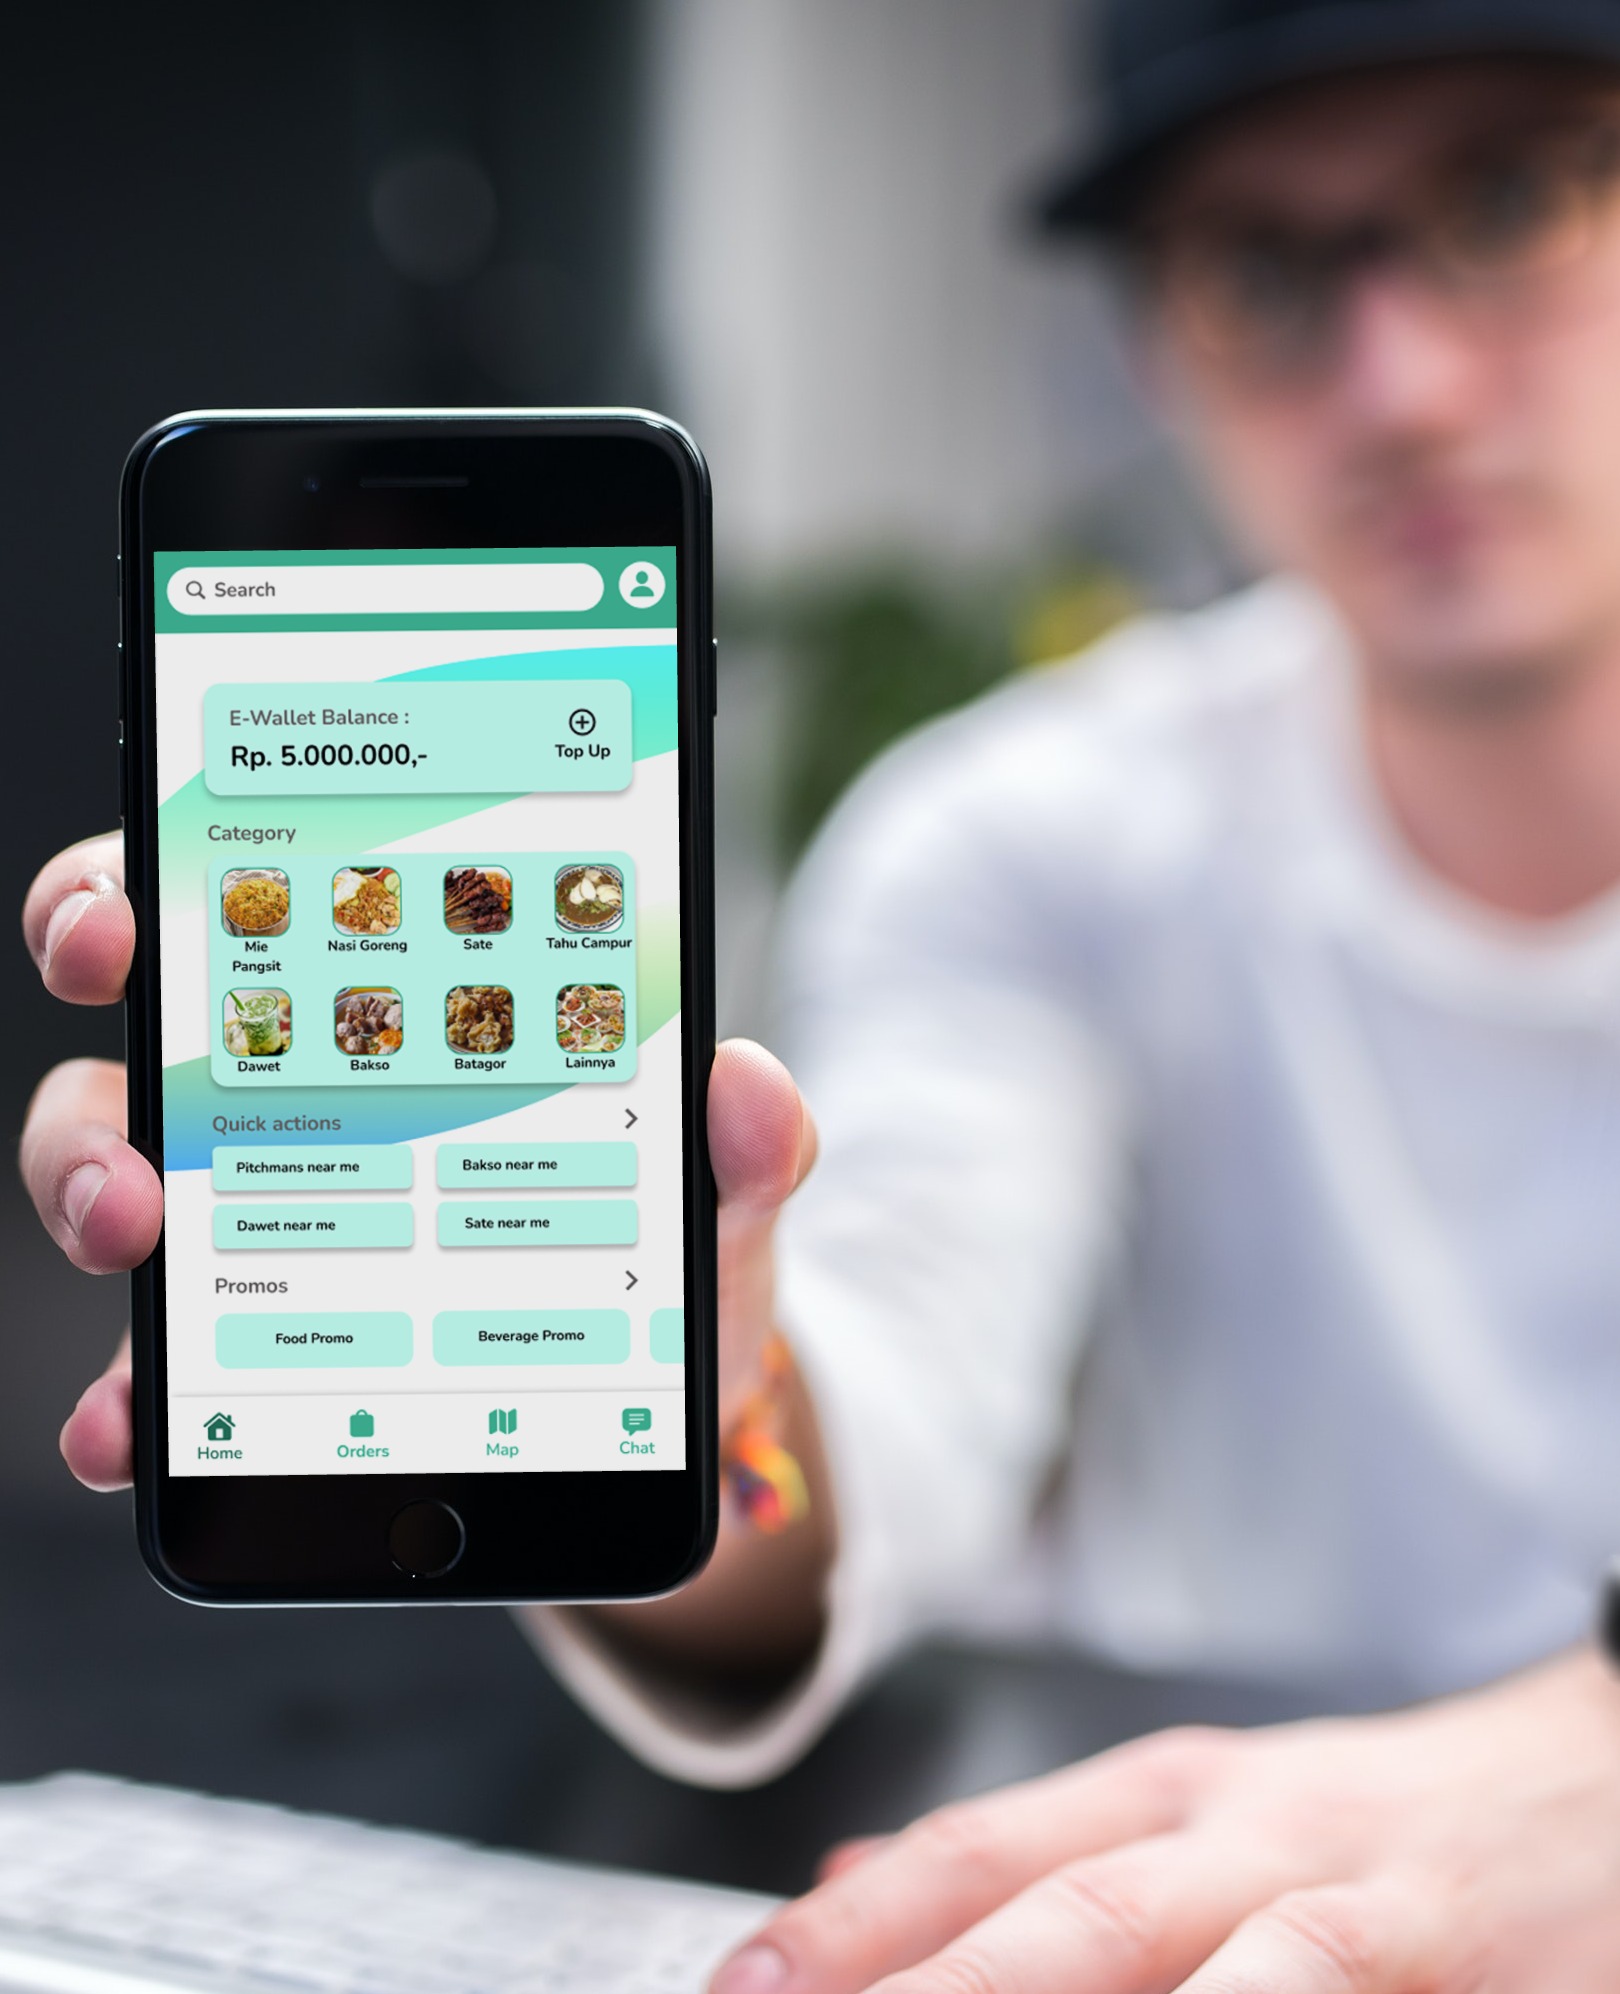 Search
E-Wallet Balance :
Rp. 5.000.000,-
Top Up
Category
Mie
Pangsit
Nasi Goreng
Sate
Tahu Campur
Dawet
Bakso
Batagor
Lainnya
Quick actions
Pitchmans near me
Bakso near me
Dawet near me
Sate near me
Promos
Food Promo
Beverage Promo
Home
Orders
Map
Chat